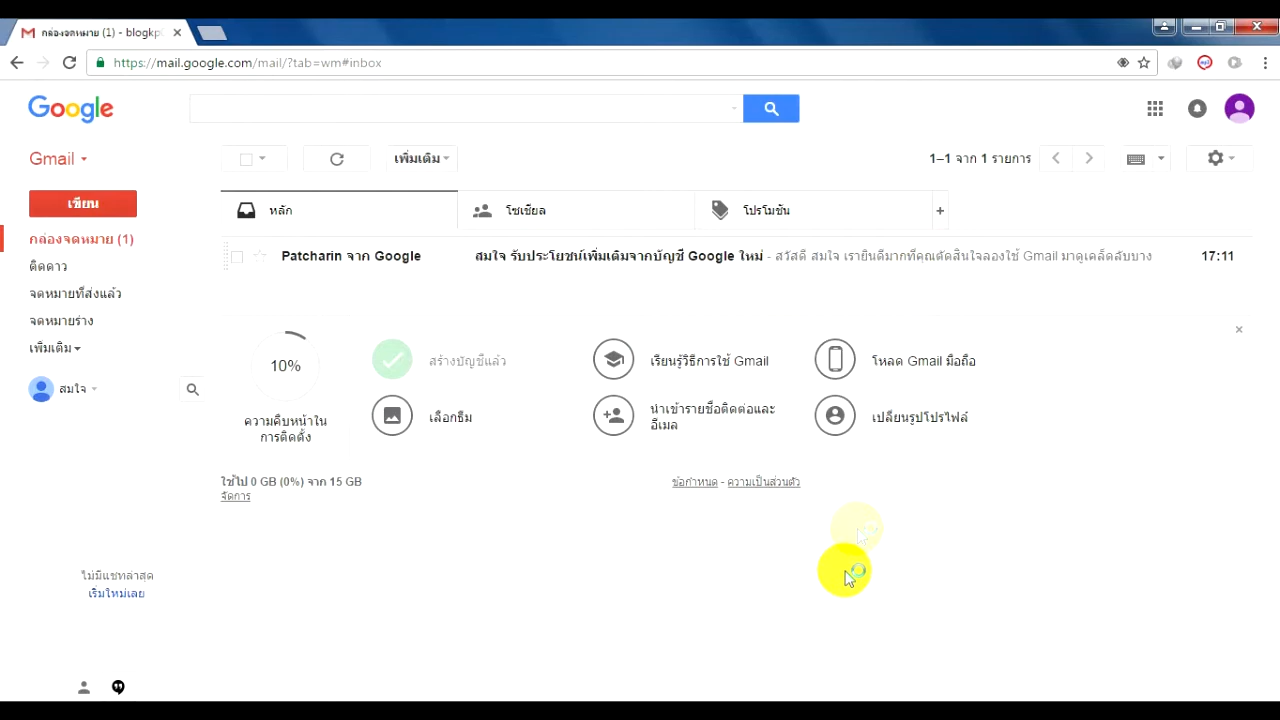 กล่องจดหมาย (1) - blogkp
https://mail.google.com/mail/?tab=wm#inbox
Google
Gmail
เพิ่มเติม
1–1 จาก 1 รายการ
เขียน
หลัก
โซเชียล
โปรโมชัน
+
กล่องจดหมาย (1)
ติดดาว
จดหมายที่ส่งแล้ว
จดหมายร่าง
เพิ่มเติม
สมใจ
Patcharin จาก Google
สมใจ รับประโยชน์เพิ่มเติมจากบัญชี Google ใหม่ - สวัสดี สมใจ เรายินดีมากที่คุณตัดสินใจลองใช้ Gmail มาดูเคล็ดลับบาง
17:11
10%
ความคืบหน้าใน
การติดตั้ง
สร้างบัญชีแล้ว
เรียนรู้วิธีการใช้ Gmail
โหลด Gmail มือถือ
เลือกธีม
นำเข้ารายชื่อติดต่อและ
อีเมล
เปลี่ยนรูปโปรไฟล์
ใช้ไป 0 GB (0%) จาก 15 GB
จัดการ
ข้อกำหนด - ความเป็นส่วนตัว
ไม่มีแชทล่าสุด
เริ่มใหม่เลย